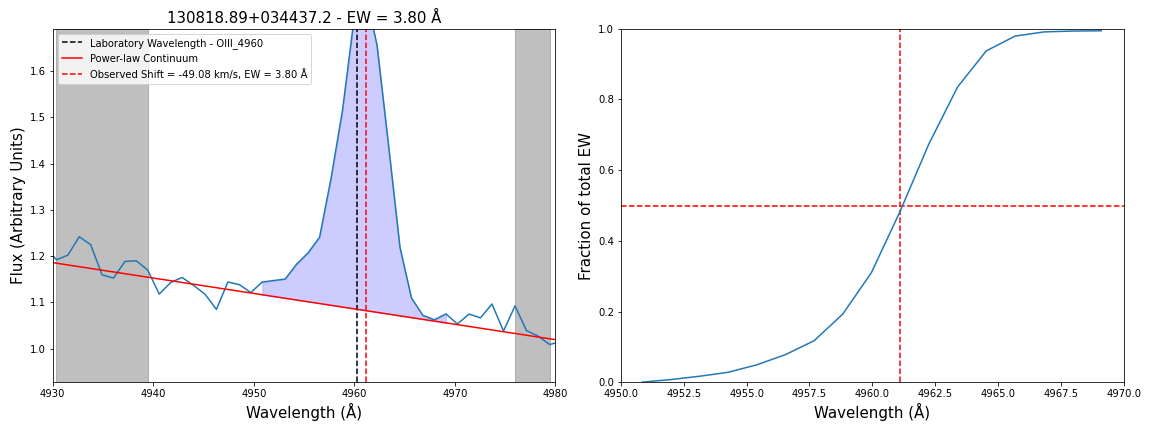 130818.89+034437.2 - EW = 3.80 Å
Laboratory Wavelength - OIII_4960
Power-law Continuum
Observed Shift = -49.08 km/s, EW = 3.80 Å
Flux (Arbitrary Units)
1.6
1.5
1.4
1.3
1.2
1.1
1.0
4930 4940 4950 4960 4970 4980
Wavelength (Å)
Fraction of total EW
1.0
0.8
0.6
0.4
0.2
0.0
4950.0 4952.5 4955.0 4957.5 4960.0 4962.5 4965.0 4967.5 4970.0
Wavelength (Å)